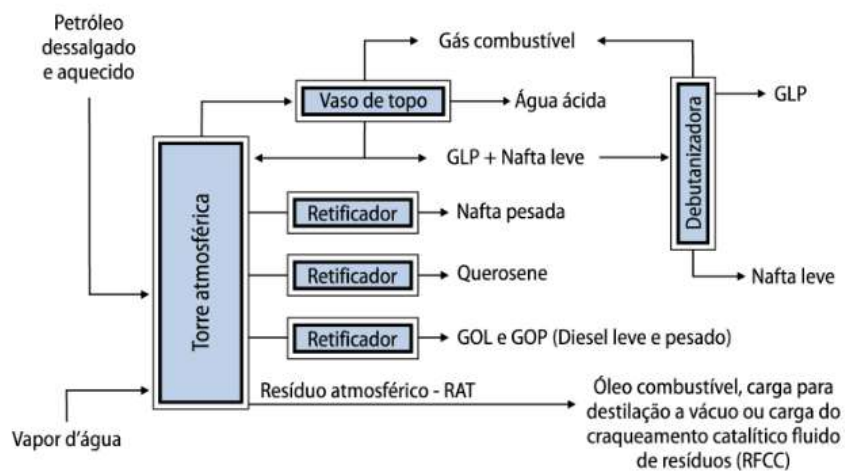 Petróleo
dessalgado
e aquecido
Gás combustível
Vaso de topo
Água ácida
GLP
GLP + Nafta leve
Debutanizadora
Torre atmosférica
Retificador
Nafta pesada
Retificador
Querosene
Nafta leve
Retificador
GOL e GOP (Diesel leve e pesado)
Resíduo atmosférico - RAT
Óleo combustível, carga para
destilação a vácuo ou carga do
craqueamento catalítico fluido
de resíduos (RFCC)
Vapor d’água